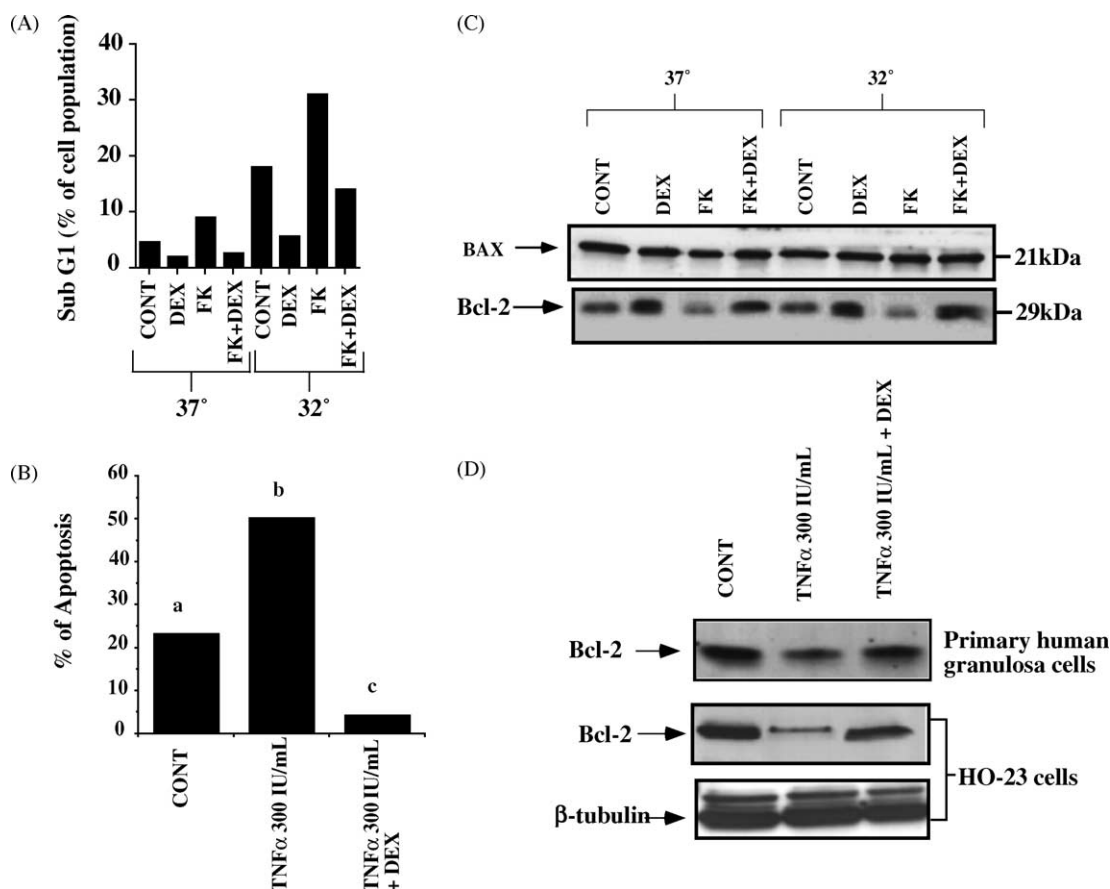 (A)
Sub G1 (% of cell population)
40
30
20
10
0
CONT
DEX
FK
FK+DEX
CONT
DEX
FK
FK+DEX
37°
32°
(B)
% of Apoptosis
60
50
40
30
20
10
0
a
b
c
CONT
TNFα 300 IU/mL
TNFα 300 IU/mL
+ DEX
(C)
37°
32°
CONT
DEX
FK
FK+DEX
CONT
DEX
FK
FK+DEX
BAX
21kDa
Bcl-2
29kDa
(D)
CONT
TNFα 300 IU/mL
TNFα 300 IU/mL + DEX
Bcl-2
Primary human
granulosa cells
Bcl-2
HO-23 cells
β-tubulin